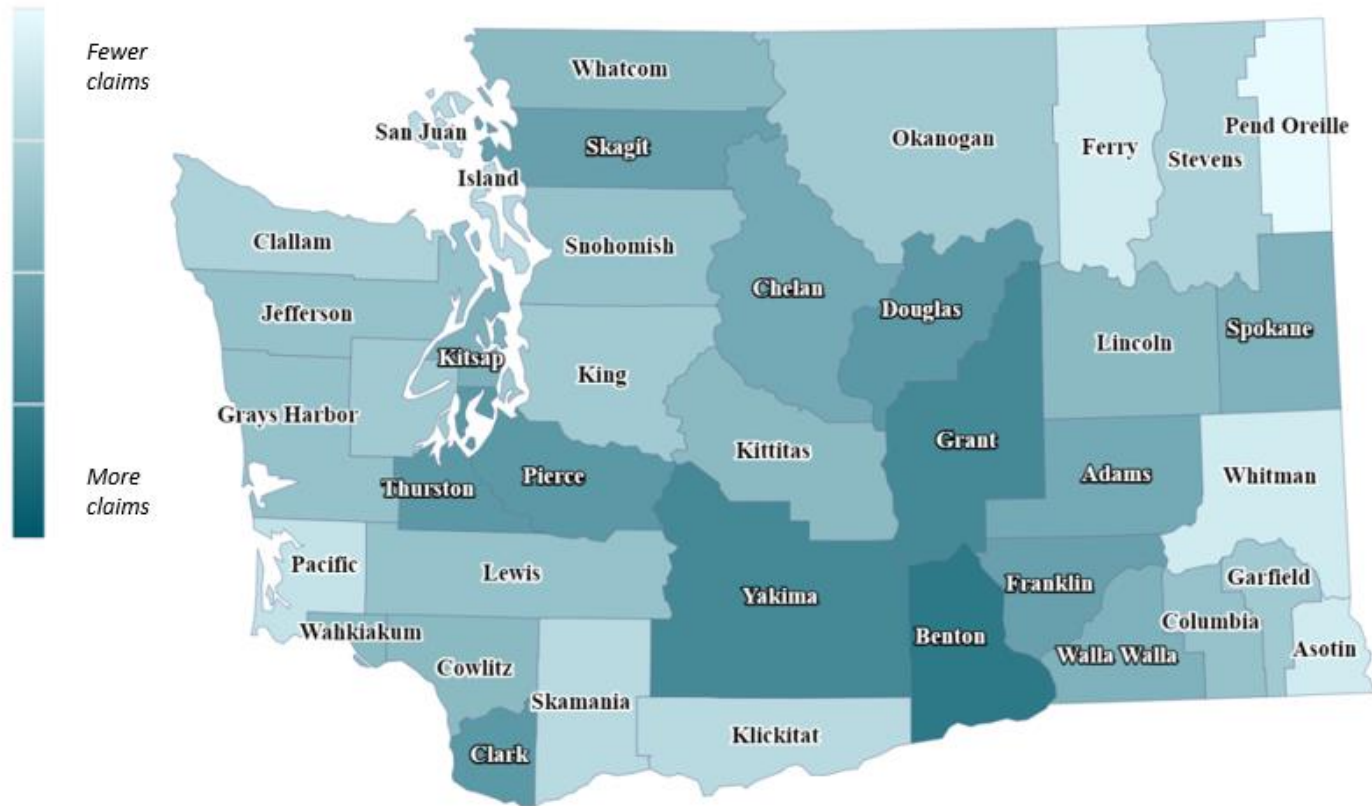 Fewer
claims
More
claims
Whatcom
San Juan
Skagit
Island
Okanogan
Ferry
Stevens
Pend Oreille
Clallam
Snohomish
Jefferson
Chelan
Douglas
Lincoln
Spokane
Kitsap
King
Grays Harbor
Kittitas
Grant
Thurston
Pierce
Adams
Whitman
Pacific
Lewis
Yakima
Franklin
Garfield
Wahkiakum
Benton
Columbia
Cowlitz
Walla Walla
Asotin
Skamania
Klickitat
Clark